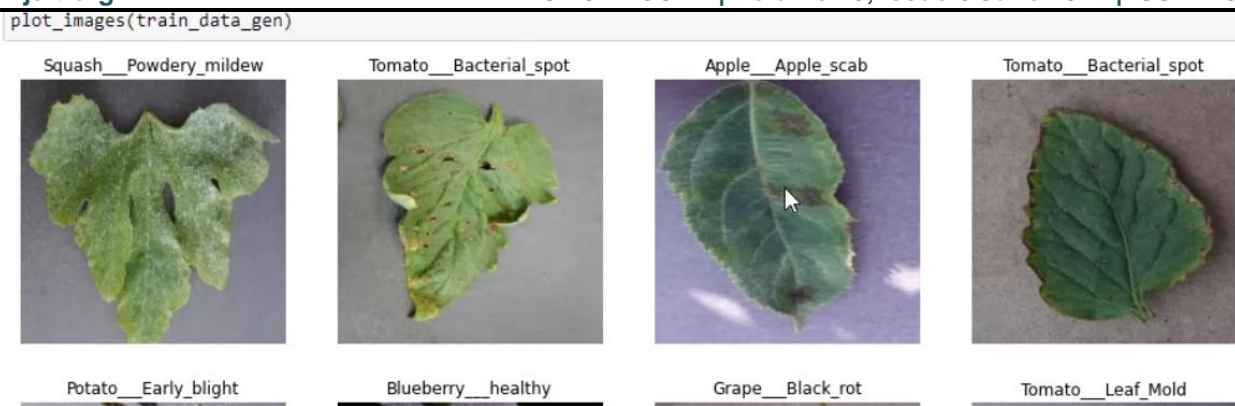 plot_images(train_data_gen)
Squash___Powdery_mildew Tomato___Bacterial_spot Apple___Apple_scab Tomato___Bacterial_spot
Potato___Early_blight Blueberry___healthy Grape___Black_rot Tomato___Leaf_Mold